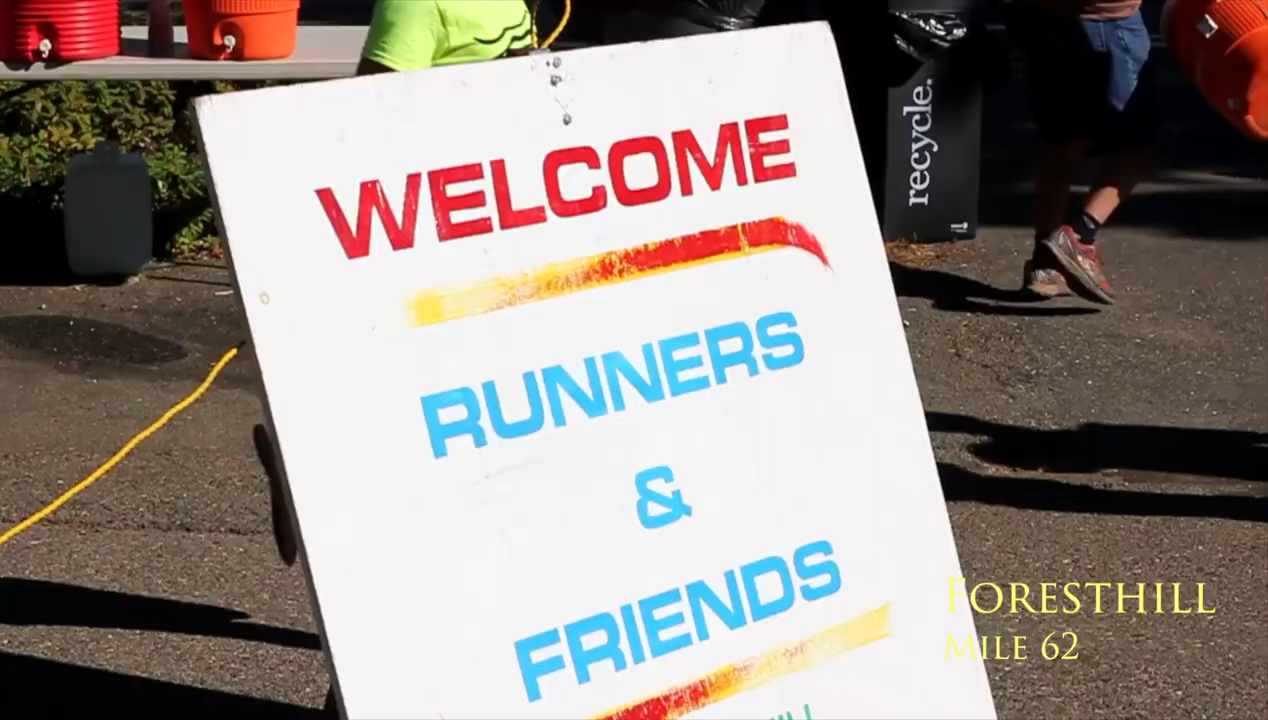 WELCOME
RUNNERS
&
FRIENDS
recycle.
FORESTHILL
MILE 62